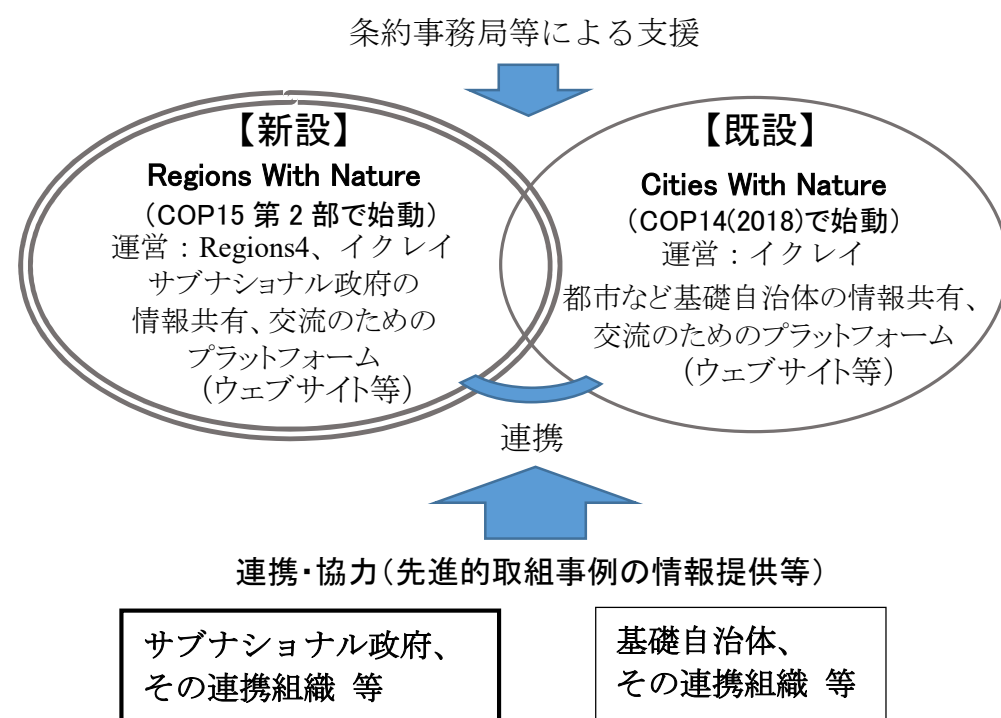 条約事務局等による支援
【新設】
Regions With Nature
（COP15 第 2 部で始動）
運営：Regions4、イクレイ
サブナショナル政府の
情報共有、交流のための
プラットフォーム
（ウェブサイト等）
【既設】
Cities With Nature
（COP14(2018)で始動）
運営：イクレイ
都市など基礎自治体の情報共有、
交流のためのプラットフォーム
（ウェブサイト等）
連携
連携・協力（先進的取組事例の情報提供等）
サブナショナル政府、
その連携組織 等
基礎自治体、
その連携組織 等